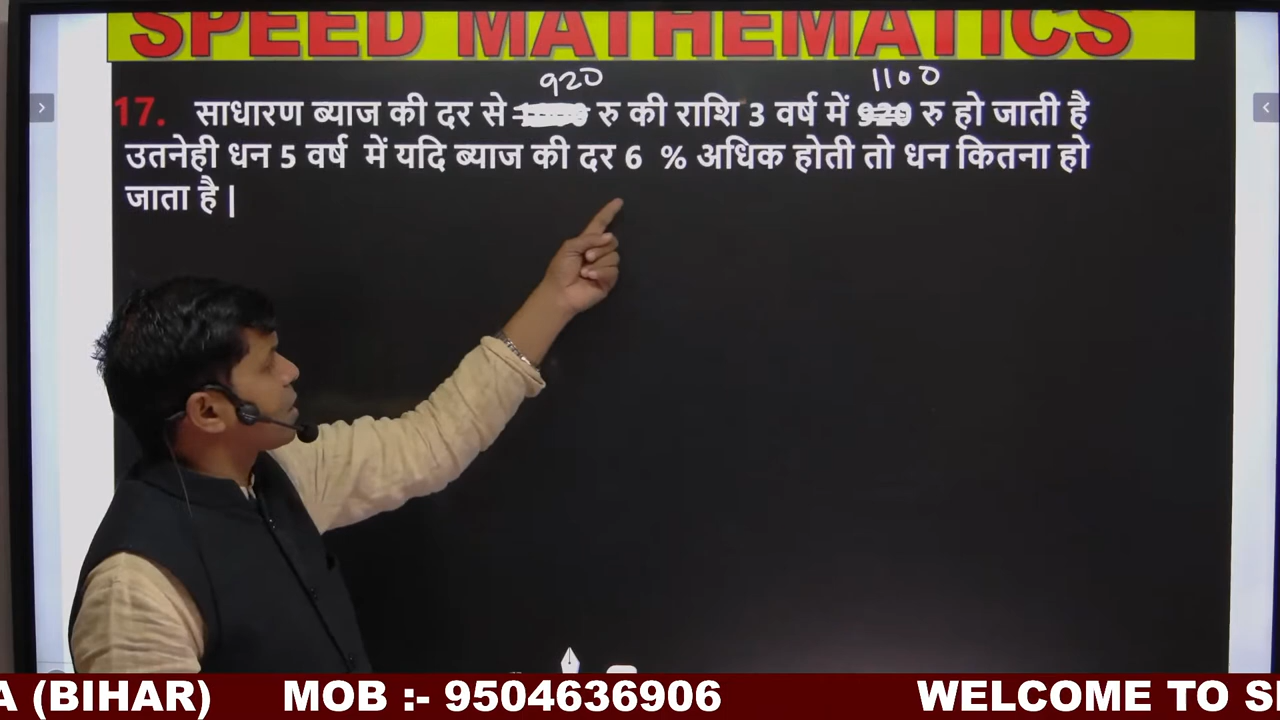 SPEED MATHEMATICS
920 1100
17. साधारण ब्याज की दर से रु की राशि 3 वर्ष में 920 रु हो जाती है
उतनेही धन 5 वर्ष में यदि ब्याज की दर 6 % अधिक होती तो धन कितना हो
जाता है |
A (BIHAR) MOB :- 9504636906 WELCOME TO S